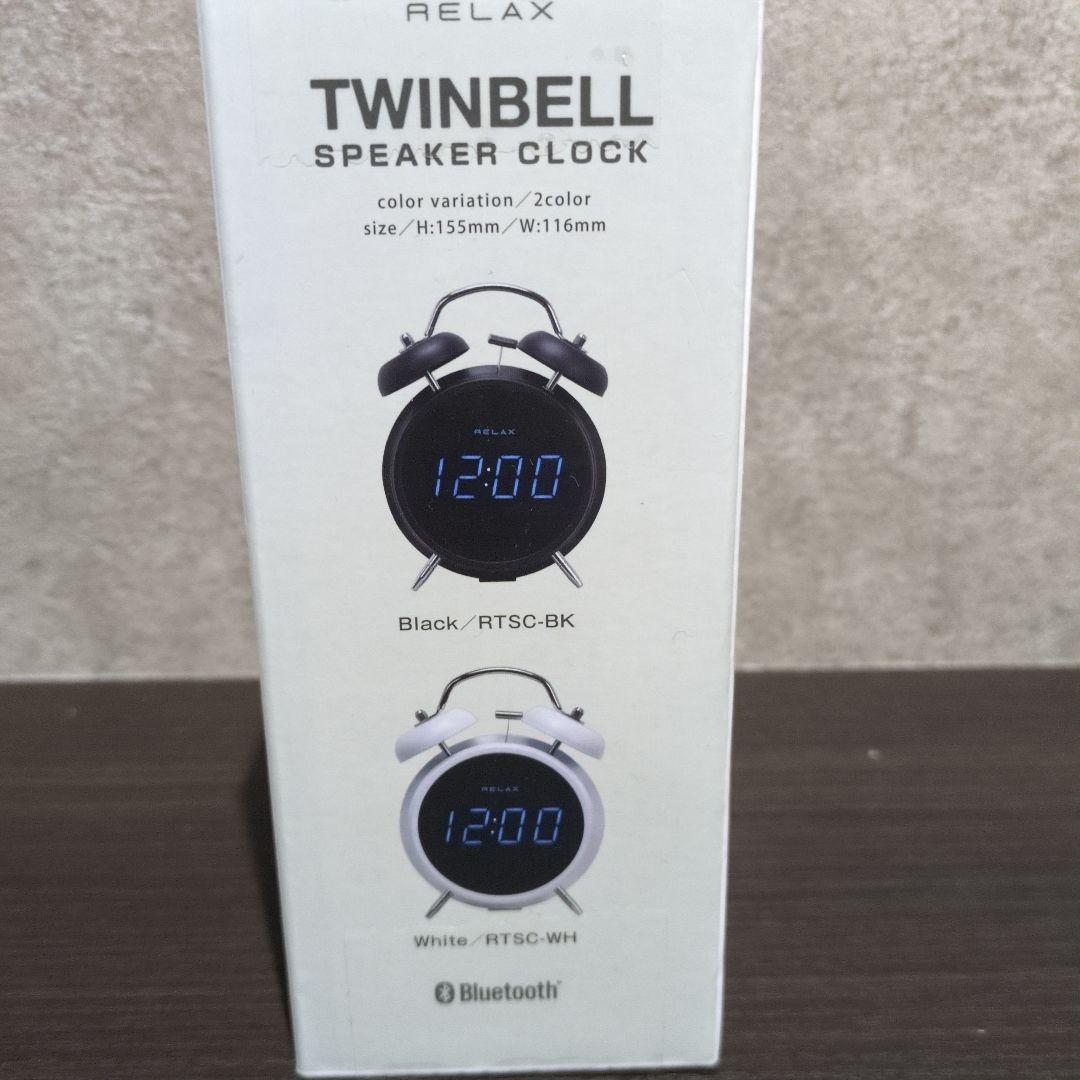 RELAX
TWINBELL
SPEAKER CLOCK
color variation／2color
size／H:155mm／W:116mm
RELAX
12:00
Black／RTSC-BK
RELAX
12:00
White／RTSC-WH
Bluetooth®